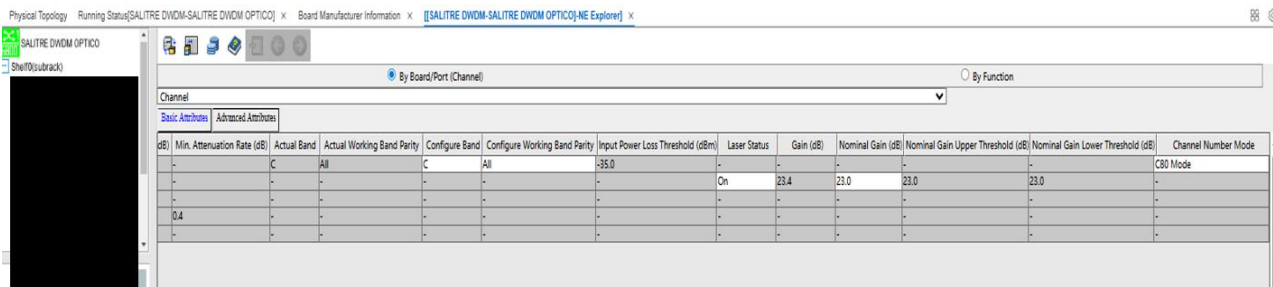 Physical Topology Running Status[SALITRE DWDM-SALITRE DWDM OPTICO] × Board Manufacturer Information × [[SALITRE DWDM-SALITRE DWDM OPTICO]-NE Explorer] ×
SALITRE DWDM OPTICO
Shelf0(subrack)
By Board/Port (Channel) By Function
Channel
Basic Attributes Advanced Attributes
dB) Min. Attenuation Rate (dB) Actual Band Actual Working Band Parity Configure Band Configure Working Band Parity Input Power Loss Threshold (dBm) Laser Status Gain (dB) Nominal Gain (dB) Nominal Gain Upper Threshold (dB) Nominal Gain Lower Threshold (dB) Channel Number Mode
- C All C All -35.0 - - - - - C80 Mode
- - - - - - On 23.4 23.0 23.0 23.0 -
- - - - - - - - - - - -
0.4 - - - - - - - - - - -
- - - - - - - - - - - -